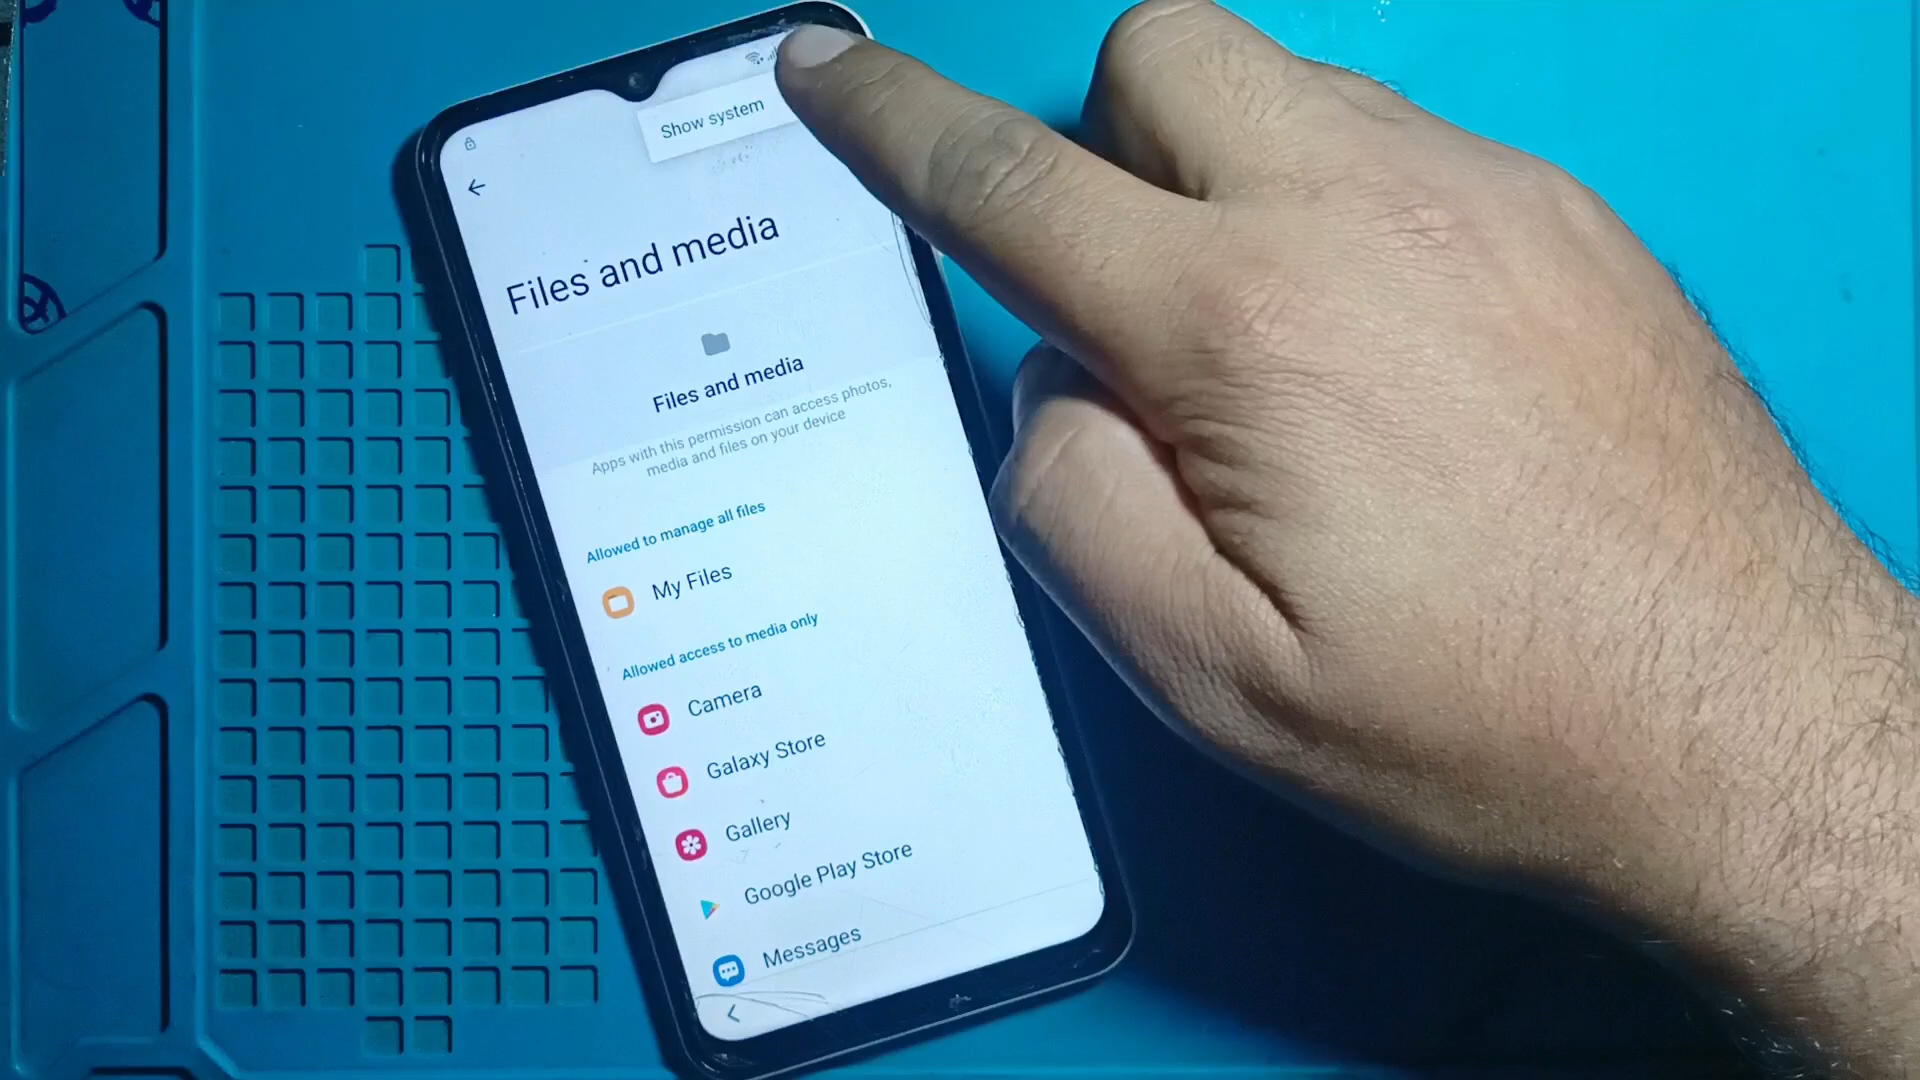 Show system
Files and media
Files and media
Apps with this permission can access photos,
media and files on your device
Allowed to manage all files
My Files
Allowed access to media only
Camera
Galaxy Store
Gallery
Google Play Store
Messages